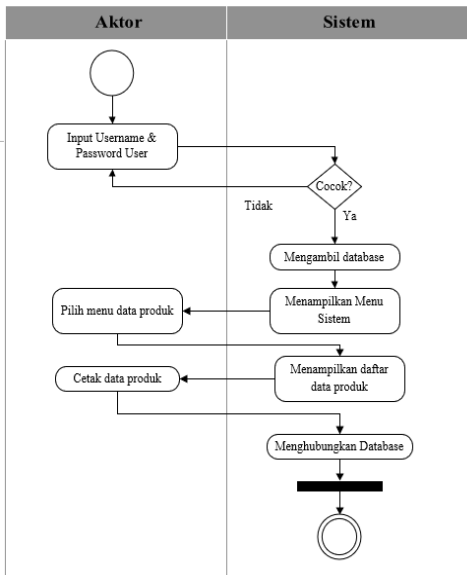 Aktor
Sistem
Input Username &
Password User
Cocok?
Tidak
Ya
Mengambil database
Pilih menu data produk
Menampilkan Menu
Sistem
Menampilkan daftar
data produk
Cetak data produk
Menghubungkan Database